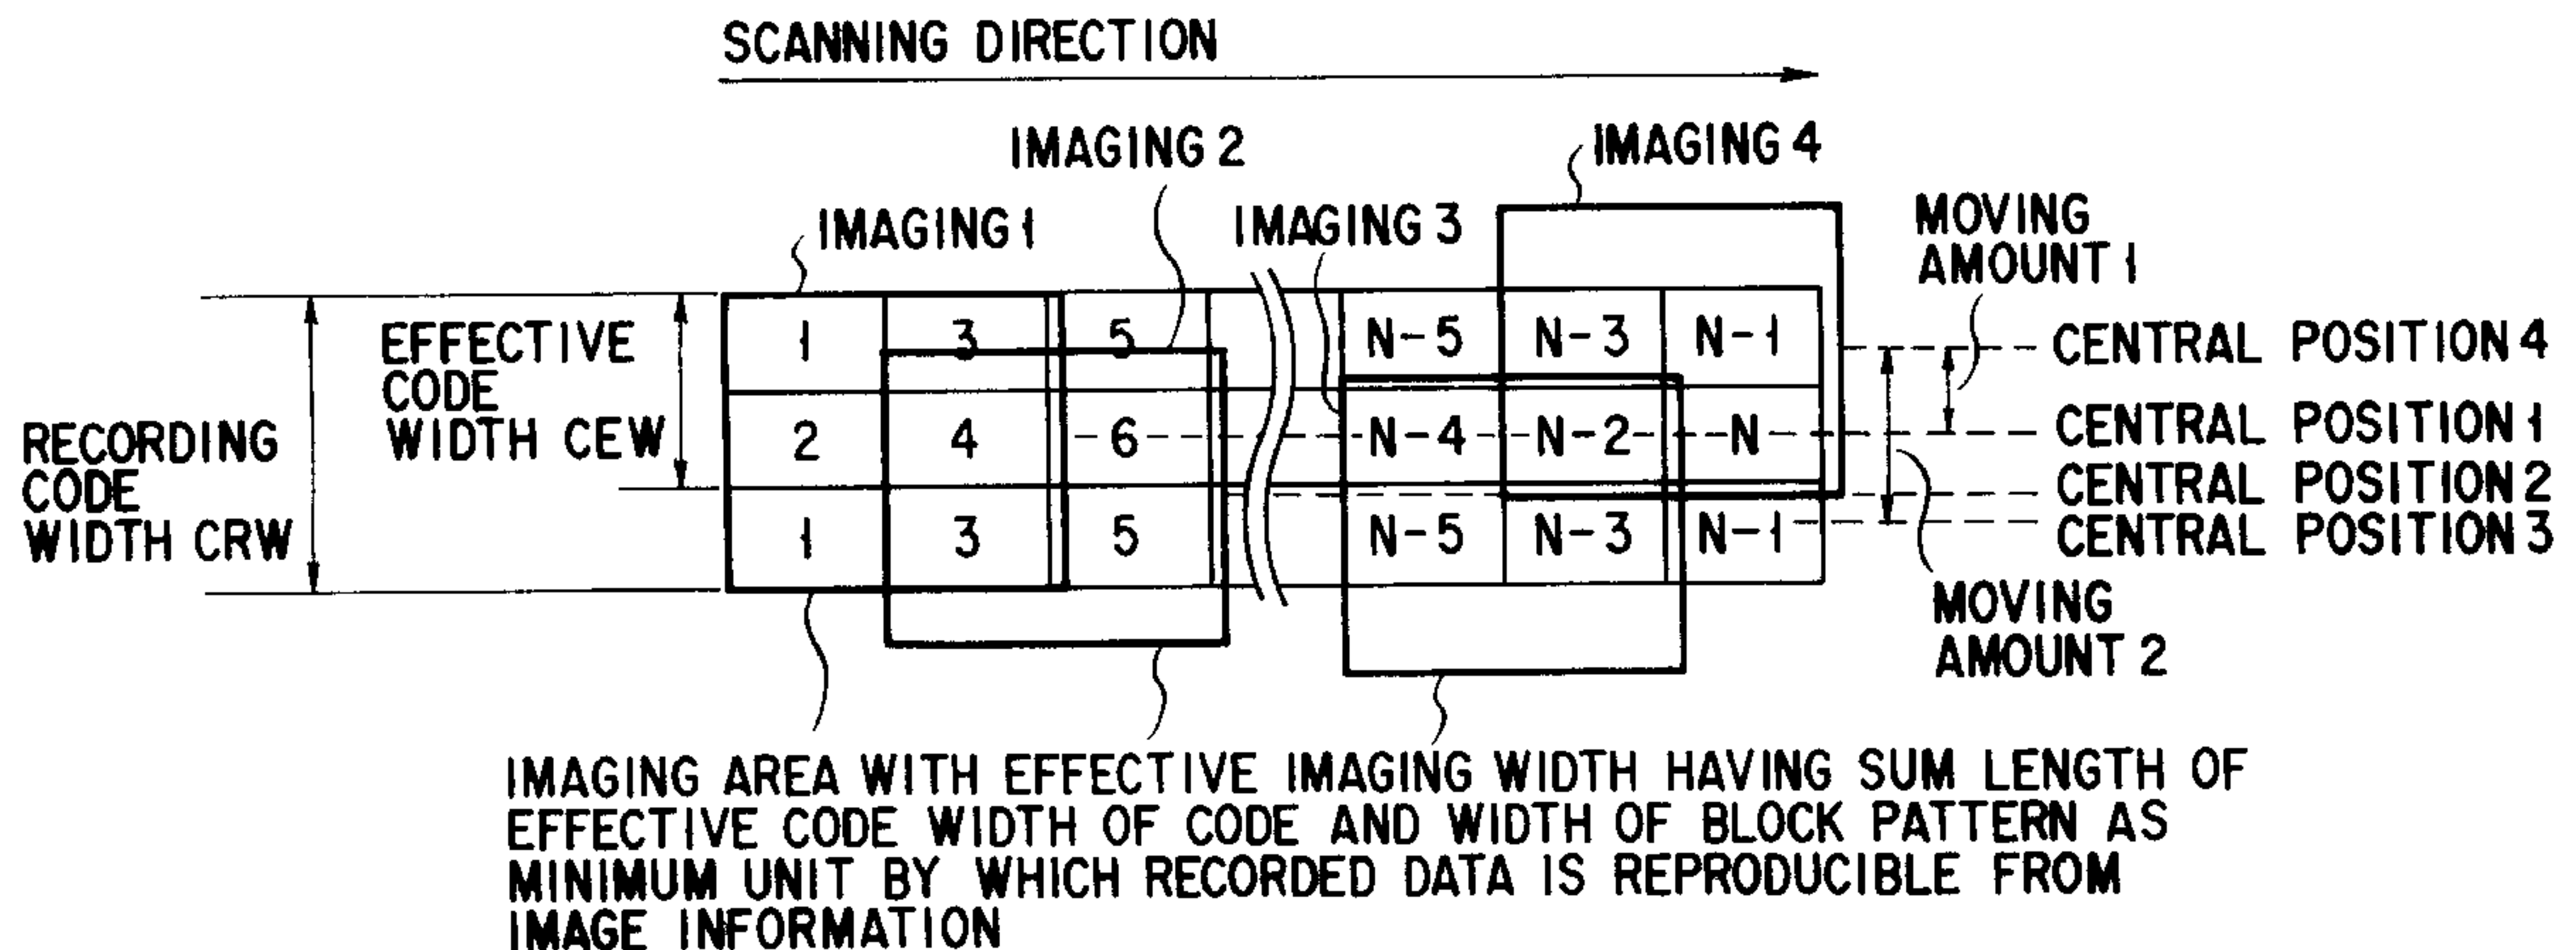 SCANNING DIRECTION
IMAGING 2
IMAGING 4
IMAGING 1
IMAGING 3
MOVING
AMOUNT 1
EFFECTIVE
CODE
WIDTH CEW
RECORDING
CODE
WIDTH CRW
1 3 5 N-5 N-3 N-1
2 4 6 N-4 N-2 N
1 3 5 N-5 N-3 N-1
CENTRAL POSITION 4
CENTRAL POSITION 1
CENTRAL POSITION 2
CENTRAL POSITION 3
MOVING
AMOUNT 2
IMAGING AREA WITH EFFECTIVE IMAGING WIDTH HAVING SUM LENGTH OF
EFFECTIVE CODE WIDTH OF CODE AND WIDTH OF BLOCK PATTERN AS
MINIMUM UNIT BY WHICH RECORDED DATA IS REPRODUCIBLE FROM
IMAGE INFORMATION